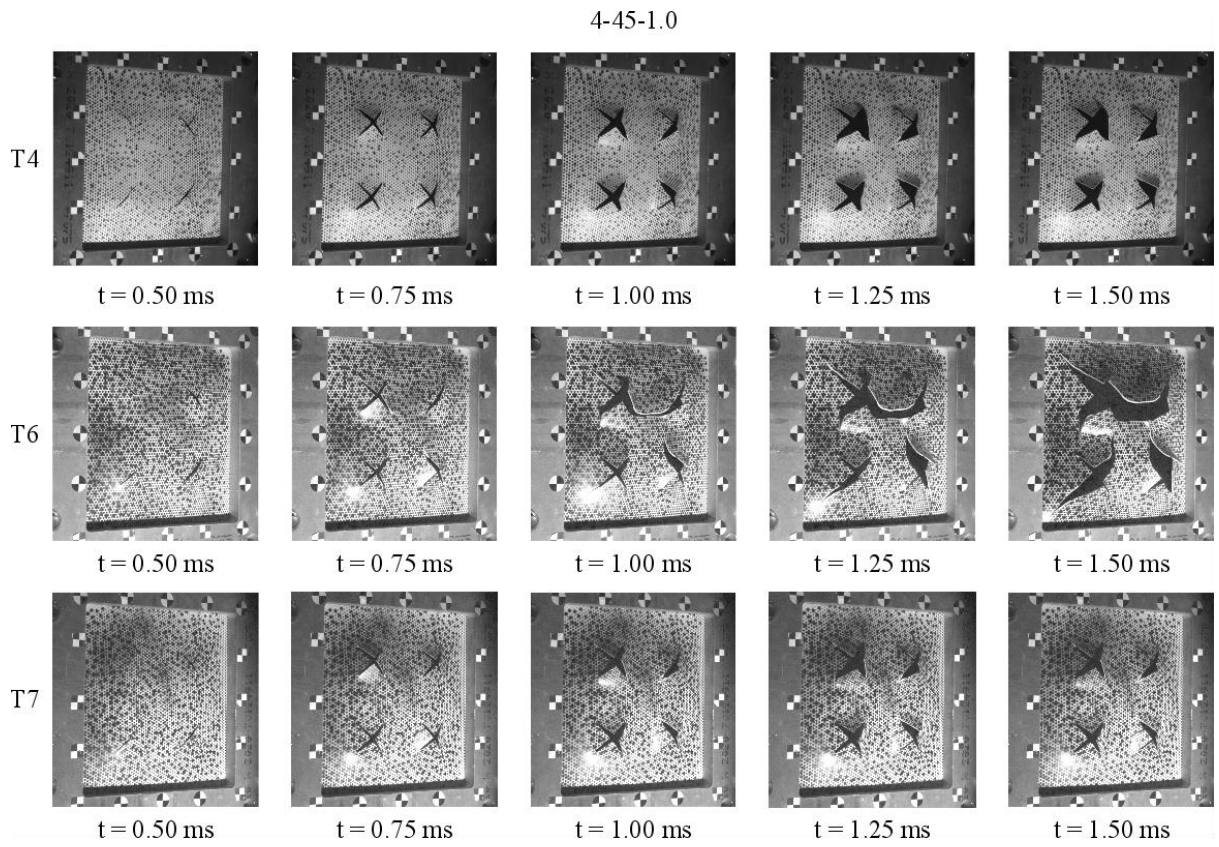 4-45-1.0
T4
t = 0.50 ms t = 0.75 ms t = 1.00 ms t = 1.25 ms t = 1.50 ms
T6
t = 0.50 ms t = 0.75 ms t = 1.00 ms t = 1.25 ms t = 1.50 ms
T7
t = 0.50 ms t = 0.75 ms t = 1.00 ms t = 1.25 ms t = 1.50 ms